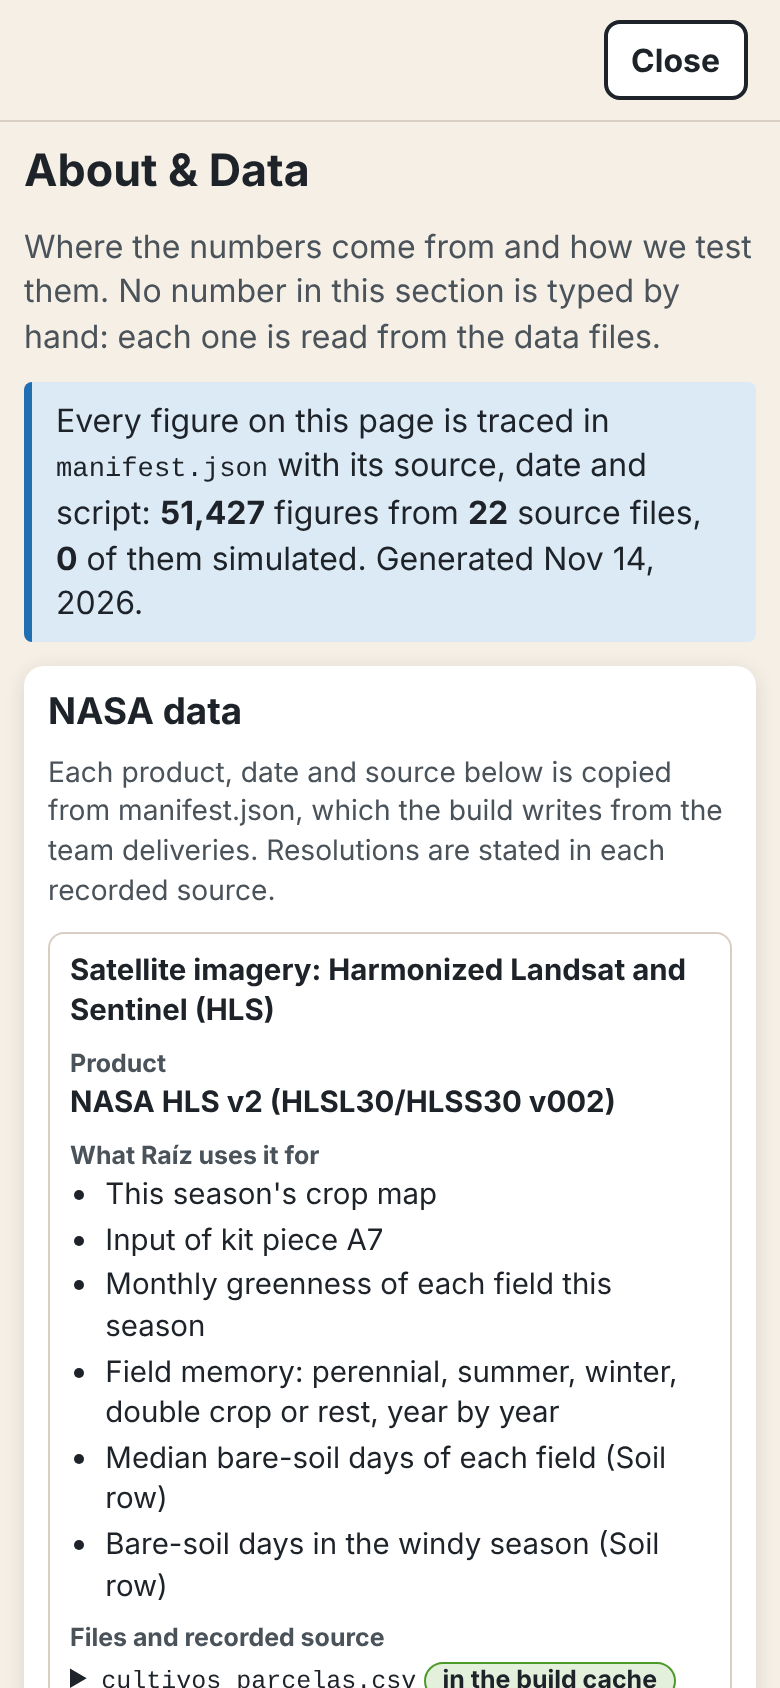 Close
About & Data
Where the numbers come from and how we test
them. No number in this section is typed by
hand: each one is read from the data files.
Every figure on this page is traced in
manifest.json with its source, date and
script: 51,427 figures from 22 source files,
0 of them simulated. Generated Nov 14,
2026.
NASA data
Each product, date and source below is copied
from manifest.json, which the build writes from the
team deliveries. Resolutions are stated in each
recorded source.
Satellite imagery: Harmonized Landsat and
Sentinel (HLS)
Product
NASA HLS v2 (HLSL30/HLSS30 v002)
What Raíz uses it for
• This season's crop map
• Input of kit piece A7
• Monthly greenness of each field this
season
• Field memory: perennial, summer, winter,
double crop or rest, year by year
• Median bare-soil days of each field (Soil
row)
• Bare-soil days in the windy season (Soil
row)
Files and recorded source
▶ cultivos_parcelas.csv in the build cache